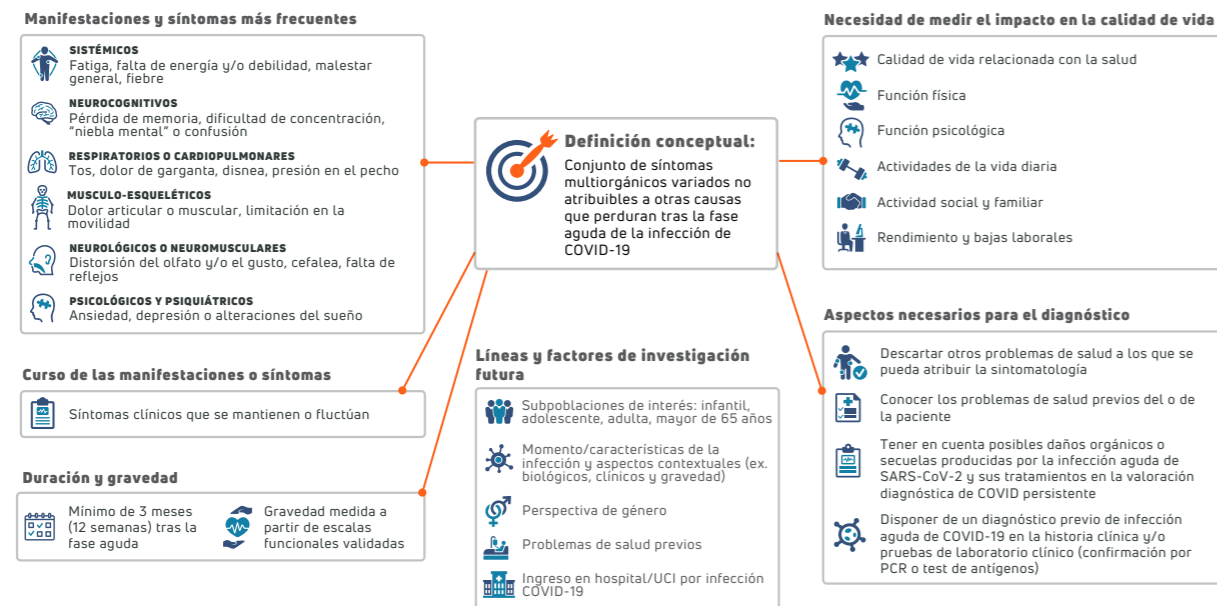 Manifestaciones y síntomas más frecuentes
SISTÉMICOS
Fatiga, falta de energía y/o debilidad, malestar
general, fiebre
NEUROCOGNITIVOS
Pérdida de memoria, dificultad de concentración,
"niebla mental" o confusión
RESPIRATORIOS O CARDIOPULMONARES
Tos, dolor de garganta, disnea, presión en el pecho
MUSCULO-ESQUELÉTICOS
Dolor articular o muscular, limitación en la
movilidad
NEUROLÓGICOS O NEUROMUSCULARES
Distorsión del olfato y/o el gusto, cefalea, falta de
reflejos
PSICOLÓGICOS Y PSIQUIÁTRICOS
Ansiedad, depresión o alteraciones del sueño
Curso de las manifestaciones o síntomas
Síntomas clínicos que se mantienen o fluctúan
Duración y gravedad
Mínimo de 3 meses
(12 semanas) tras la
fase aguda
Gravedad medida a
partir de escalas
funcionales validadas
Definición conceptual:
Conjunto de síntomas
multiorgánicos variados no
atribuibles a otras causas
que perduran tras la fase
aguda de la infección de
COVID-19
Líneas y factores de investigación
futura
Subpoblaciones de interés: infantil,
adolescente, adulta, mayor de 65 años
Momento/características de la
infección y aspectos contextuales (ex.
biológicos, clínicos y gravedad)
Perspectiva de género
Problemas de salud previos
Ingreso en hospital/UCI por infección
COVID-19
Necesidad de medir el impacto en la calidad de vida
Calidad de vida relacionada con la salud
Función física
Función psicológica
Actividades de la vida diaria
Actividad social y familiar
Rendimiento y bajas laborales
Aspectos necesarios para el diagnóstico
Descartar otros problemas de salud a los que se
pueda atribuir la sintomatología
Conocer los problemas de salud previos del o de
la paciente
Tener en cuenta posibles daños orgánicos o
secuelas producidas por la infección aguda de
SARS-CoV-2 y sus tratamientos en la valoración
diagnóstica de COVID persistente
Disponer de un diagnóstico previo de infección
aguda de COVID-19 en la historia clínica y/o
pruebas de laboratorio clínico (confirmación por
PCR o test de antígenos)